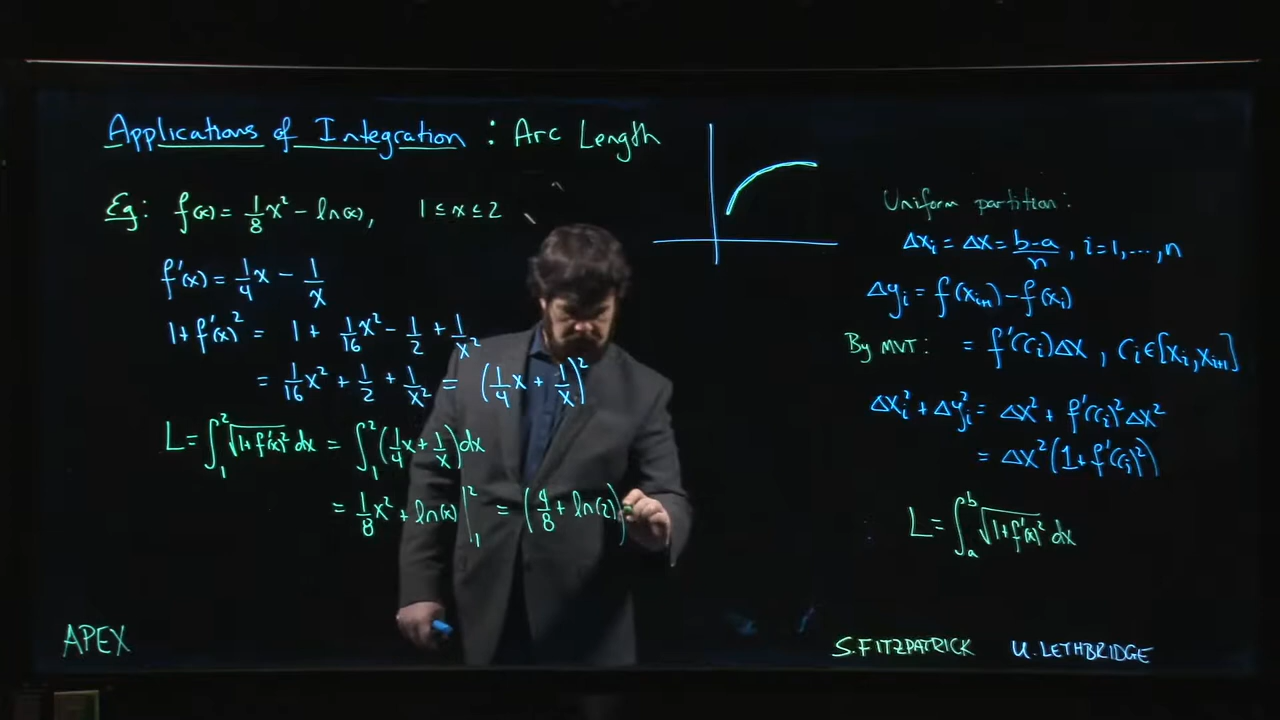 Applications of Integration : Arc Length
Eg: f(x) = 1/8 x² − ln(x), 1 ≤ x ≤ 2
f'(x) = 1/4 x − 1/x
1 + f'(x)² = 1 + 1/16 x² − 1/2 + 1/x²
= 1/16 x² + 1/2 + 1/x² = (1/4 x + 1/x)²
L = ∫₁² √(1+f'(x)²) dx = ∫₁² (1/4 x + 1/x) dx
= 1/8 x² + ln(x) |₁² = (4/8 + ln(2))
Uniform partition:
Δxᵢ = Δx = (b−a)/n, i=1,...,n
Δyᵢ = f(xᵢ₊₁) − f(xᵢ)
By MVT: = f'(cᵢ)Δx, cᵢ ∈ [xᵢ, xᵢ₊₁]
Δxᵢ² + Δyᵢ² = Δx² + f'(cᵢ)² Δx²
= Δx² (1 + f'(cᵢ)²)
L = ∫ₐᵇ √(1+f'(x)²) dx
APEX
S. FITZPATRICK U. LETHBRIDGE